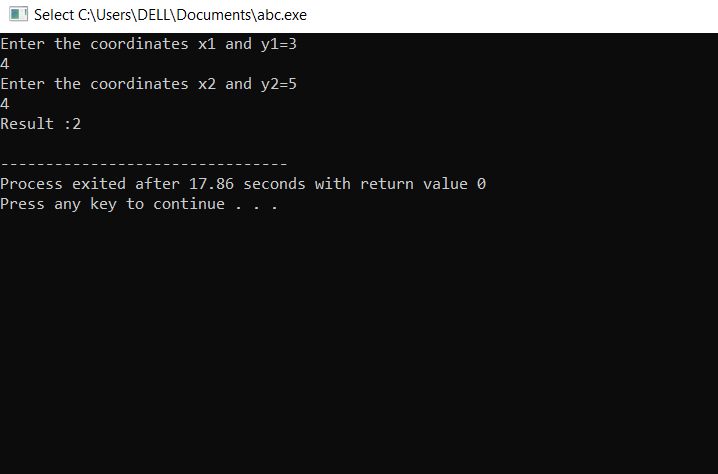 Select C:\Users\DELL\Documents\abc.exe
Enter the coordinates x1 and y1=3
4
Enter the coordinates x2 and y2=5
4
Result :2
--------------------------------
Process exited after 17.86 seconds with return value 0
Press any key to continue . . .